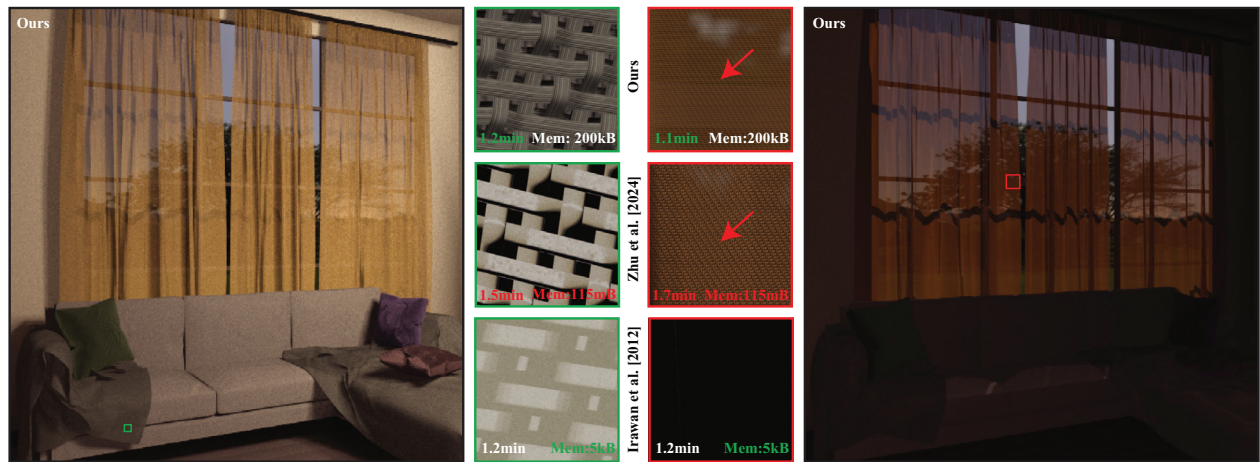 Ours
1.2min Mem: 200kB
Ours
1.1min Mem:200kB
Ours
1.5min Mem:115mB
Zhu et al. [2024]
1.7min Mem:115mB
1.2min Mem:5kB
Irawan et al. [2012]
1.2min Mem:5kB